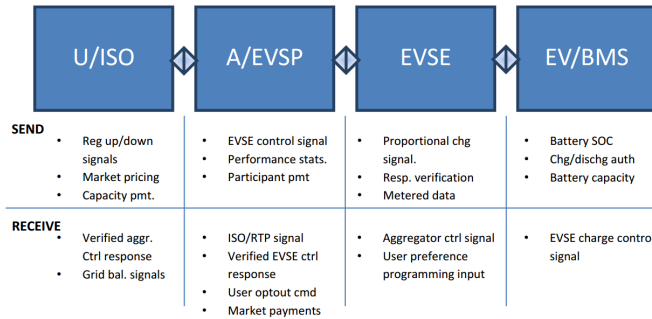 U/ISO
A/EVSP
EVSE
EV/BMS
SEND
• Reg up/down
signals
• Market pricing
• Capacity pmt.
• EVSE control signal
• Performance stats.
• Participant pmt
• Proportional chg
signal.
• Resp. verification
• Metered data
• Battery SOC
• Chg/dischg auth
• Battery capacity
RECEIVE
• Verified aggr.
Ctrl response
• Grid bal. signals
• ISO/RTP signal
• Verified EVSE ctrl
response
• User optout cmd
• Market payments
• Aggregator ctrl signal
• User preference
programming input
• EVSE charge control
signal